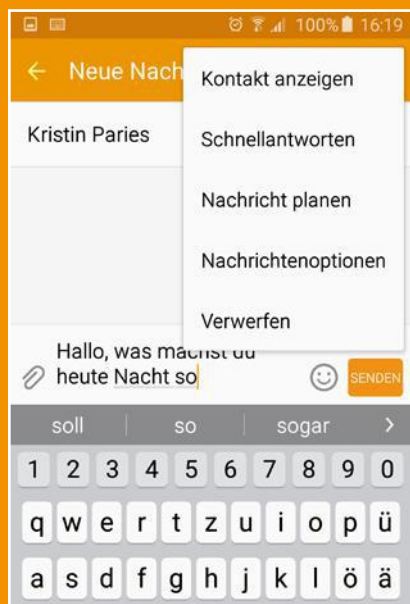 100% 16:19
Neue Nach
Kontakt anzeigen
Kristin Paries
Schnellantworten
Nachricht planen
Nachrichtenoptionen
Verwerfen
Hallo, was machst du
heute Nacht so
SENDEN
soll so sogar >
1 2 3 4 5 6 7 8 9 0
q w e r t z u i o p ü
a s d f g h j k l ö ä